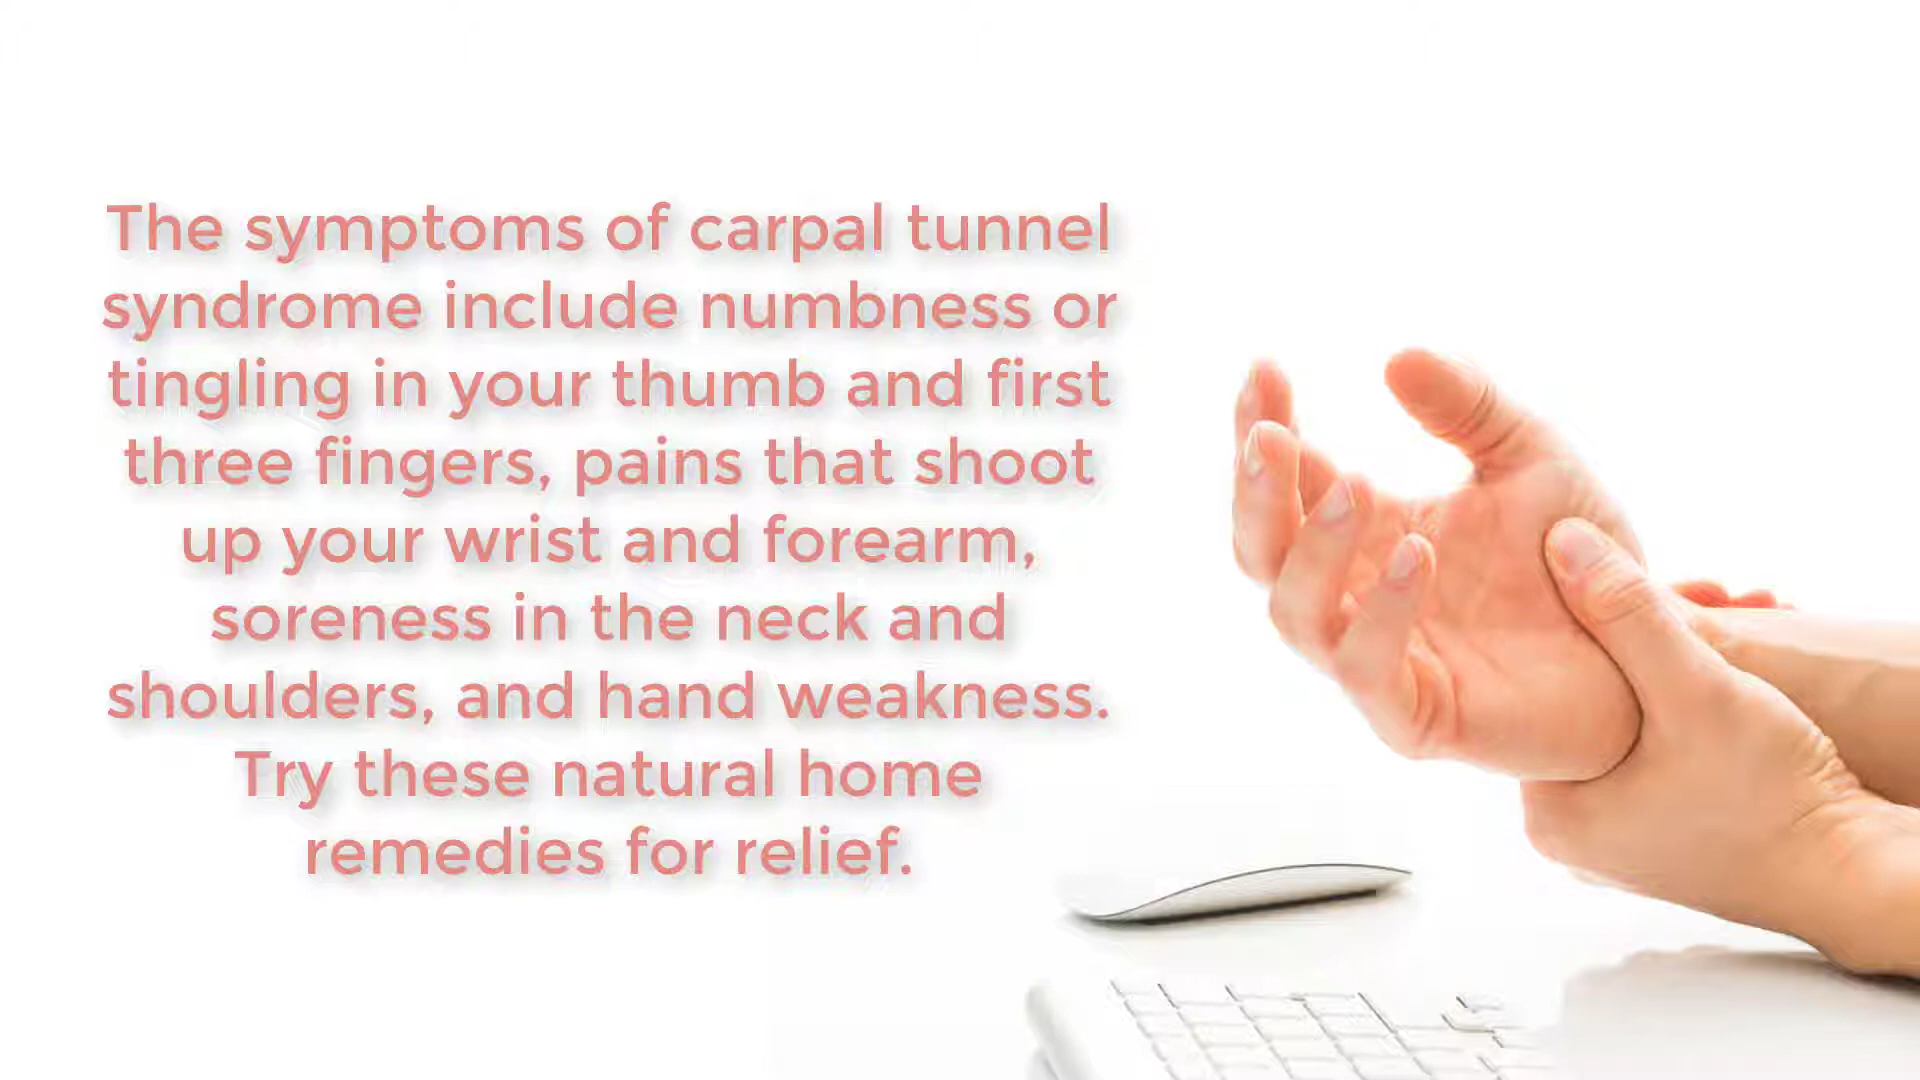 The symptoms of carpal tunnel
syndrome include numbness or
tingling in your thumb and first
three fingers, pains that shoot
up your wrist and forearm,
soreness in the neck and
shoulders, and hand weakness.
Try these natural home
remedies for relief.